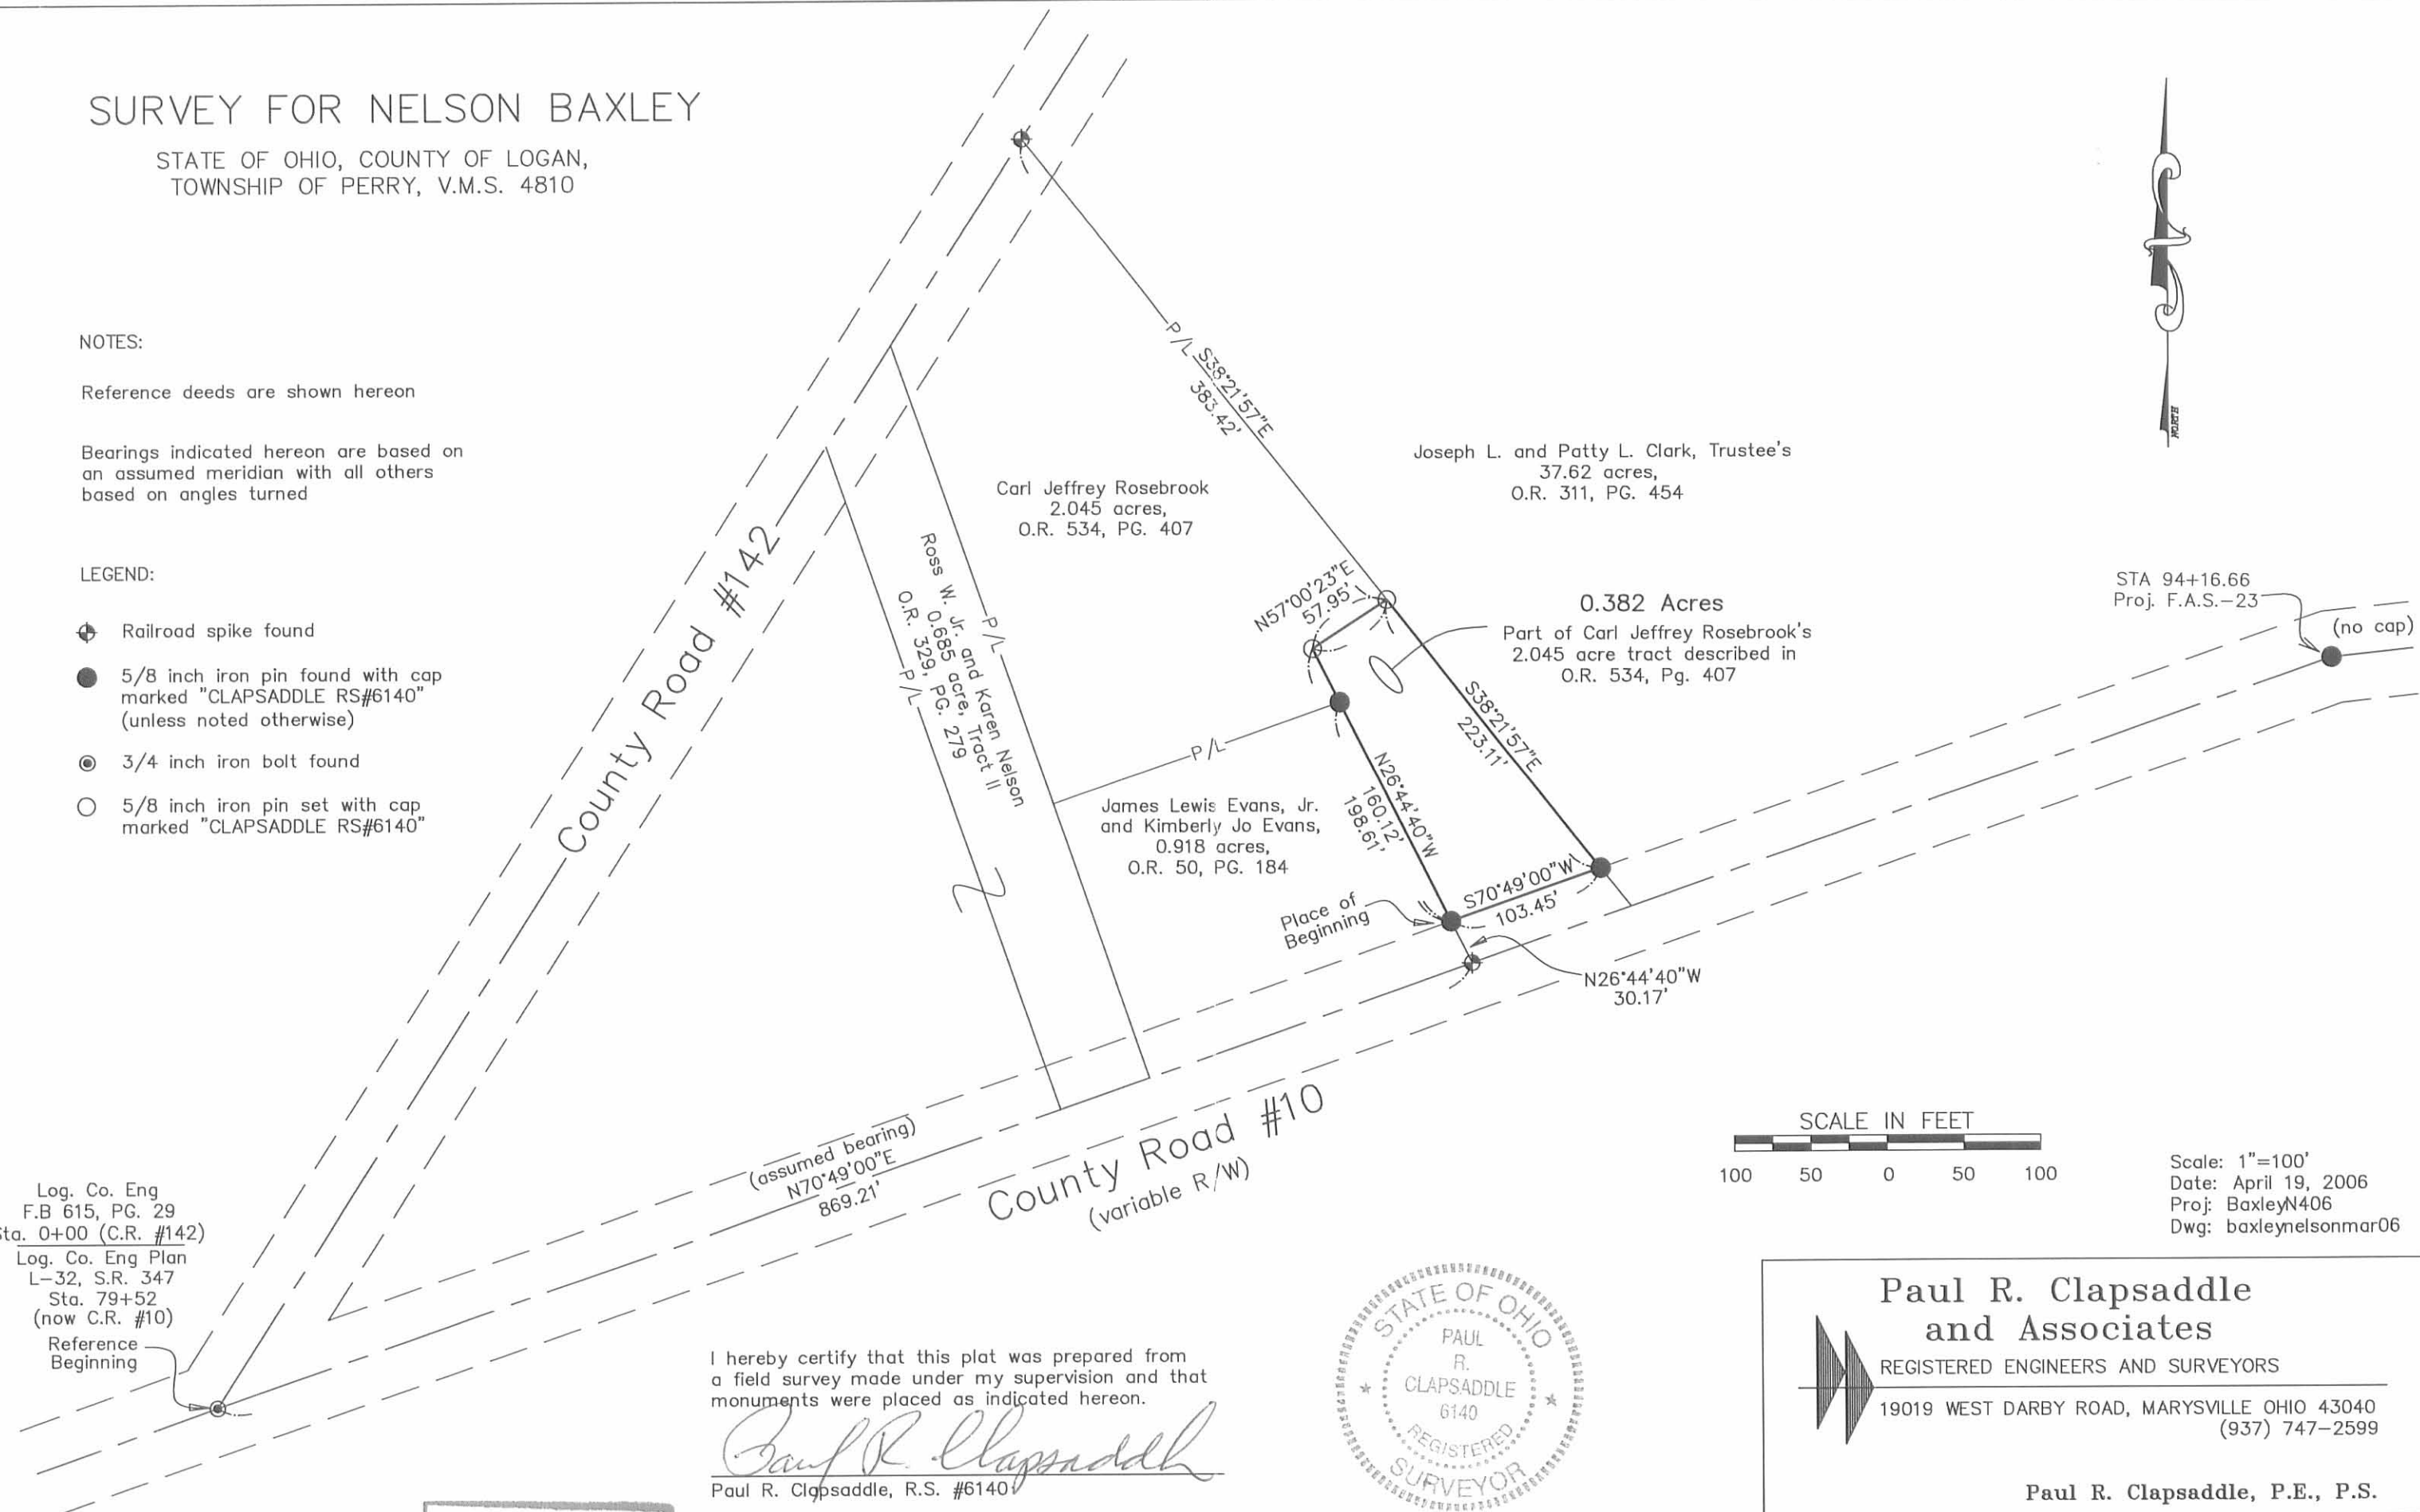 SURVEY FOR NELSON BAXLEY
STATE OF OHIO, COUNTY OF LOGAN,
TOWNSHIP OF PERRY, V.M.S. 4810
NOTES:
Reference deeds are shown hereon
Bearings indicated hereon are based on
an assumed meridian with all others
based on angles turned
LEGEND:
Railroad spike found
5/8 inch iron pin found with cap
marked "CLAPSADDLE RS#6140"
(unless noted otherwise)
3/4 inch iron bolt found
5/8 inch iron pin set with cap
marked "CLAPSADDLE RS#6140"
NORTH
County Road #142
P/L
S38°21'57"E
383.42'
Carl Jeffrey Rosebrook
2.045 acres,
O.R. 534, PG. 407
Joseph L. and Patty L. Clark, Trustee's
37.62 acres,
O.R. 311, PG. 454
Ross W. Jr. and Karen Nelson
0.685 acre, Tract II
O.R. 329, PG. 279
P/L
P/L
N57°00'23"E
57.95'
0.382 Acres
Part of Carl Jeffrey Rosebrook's
2.045 acre tract described in
O.R. 534, Pg. 407
STA 94+16.66
Proj. F.A.S.-23
(no cap)
S38°21'57"E
223.11'
P/L
N26°44'40"W
160.12'
198.61'
James Lewis Evans, Jr.
and Kimberly Jo Evans,
0.918 acres,
O.R. 50, PG. 184
S70°49'00"W
103.45'
Place of
Beginning
N26°44'40"W
30.17'
(assumed bearing)
N70°49'00"E
869.21'
County Road #10
(variable R/W)
SCALE IN FEET
100 50 0 50 100
Scale: 1"=100'
Date: April 19, 2006
Proj: BaxleyN406
Dwg: baxleynelsonmar06
Log. Co. Eng
F.B 615, PG. 29
Sta. 0+00 (C.R. #142)
Log. Co. Eng Plan
L-32, S.R. 347
Sta. 79+52
(now C.R. #10)
Reference
Beginning
I hereby certify that this plat was prepared from
a field survey made under my supervision and that
monuments were placed as indicated hereon.
Paul R Clapsaddle
Paul R. Clapsaddle, R.S. #6140
STATE OF OHIO
PAUL
R.
CLAPSADDLE
6140
REGISTERED
SURVEYOR
Paul R. Clapsaddle
and Associates
REGISTERED ENGINEERS AND SURVEYORS
19019 WEST DARBY ROAD, MARYSVILLE OHIO 43040
(937) 747-2599
Paul R. Clapsaddle, P.E., P.S.